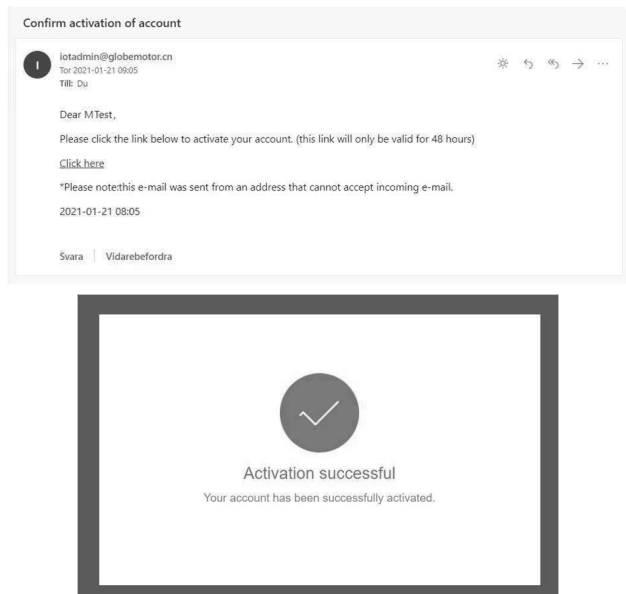 Confirm activation of account
I
iotadmin@globemotor.cn
Tor 2021-01-21 09:05
Till: Du
Dear MTest,
Please click the link below to activate your account. (this link will only be valid for 48 hours)
Click here
*Please note:this e-mail was sent from an address that cannot accept incoming e-mail.
2021-01-21 08:05
Svara
Vidarebefordra
Activation successful
Your account has been successfully activated.